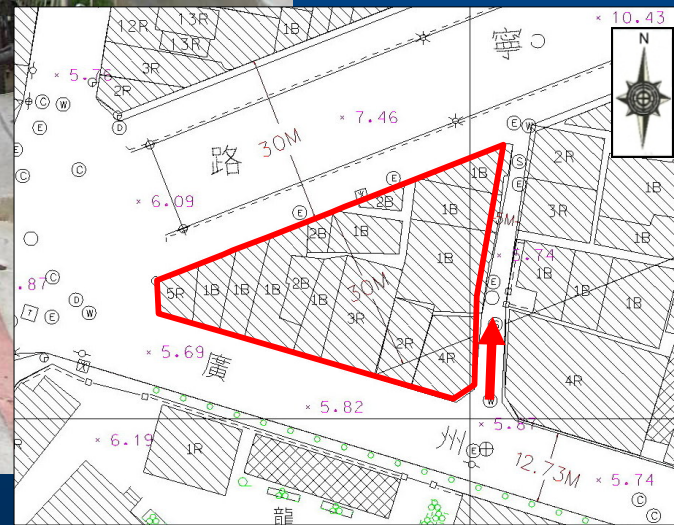 10.43
寧
N
12R
13R
1B
13R
3R
5.76
2R
C
W
E
D
7.46
E
W
30M
路
C
C
S
E
2R
1B
1B
2B
3R
6.09
E
E
1B
2B
1B
3M
1B
5.74
.87
C
30M
E
1B
1B
1B
5R
1B
1B
1B
2B
1B
3R
D
W
E
S
2R
4R
5.69
廣
4R
5.82
W
5.87
6.19
1R
州
E
12.73M
5.74
C
C
龍